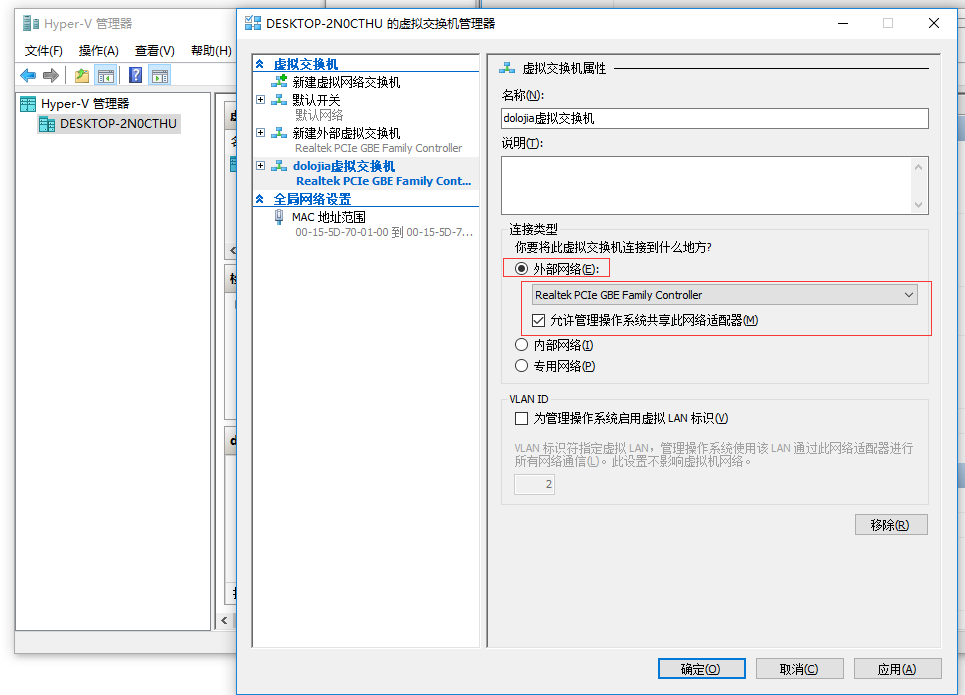 Hyper-V 管理器
文件(F) 操作(A) 查看(V) 帮助(H)
Hyper-V 管理器
DESKTOP-2N0CTHU
DESKTOP-2N0CTHU 的虚拟交换机管理器
虚拟交换机
新建虚拟网络交换机
默认开关
默认网络
新建外部虚拟交换机
Realtek PCIe GBE Family Controller
dolojia虚拟交换机
Realtek PCIe GBE Family Cont...
全局网络设置
MAC 地址范围
00-15-5D-70-01-00 到 00-15-5D-7...
虚拟交换机属性
名称(N):
dolojia虚拟交换机
说明(T):
连接类型
你要将此虚拟交换机连接到什么地方?
外部网络(E):
Realtek PCIe GBE Family Controller
允许管理操作系统共享此网络适配器(M)
内部网络(I)
专用网络(P)
VLAN ID
为管理操作系统启用虚拟 LAN 标识(V)
VLAN 标识符指定虚拟 LAN，管理操作系统使用该 LAN 通过此网络适配器进行
所有网络通信(L)。此设置不影响虚拟机网络。
2
移除(R)
确定(O) 取消(C) 应用(A)